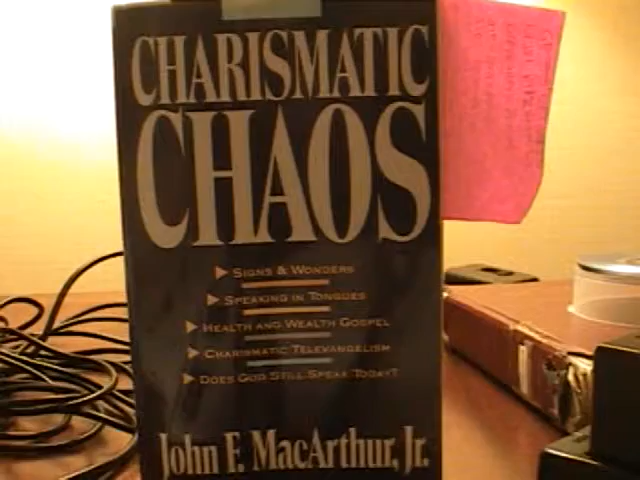 CHARISMATIC
CHAOS
SIGNS & WONDERS
SPEAKING IN TONGUES
HEALTH AND WEALTH GOSPEL
CHARISMATIC TELEVANGELISM
DOES GOD STILL SPEAK TODAY?
John F. MacArthur, Jr.